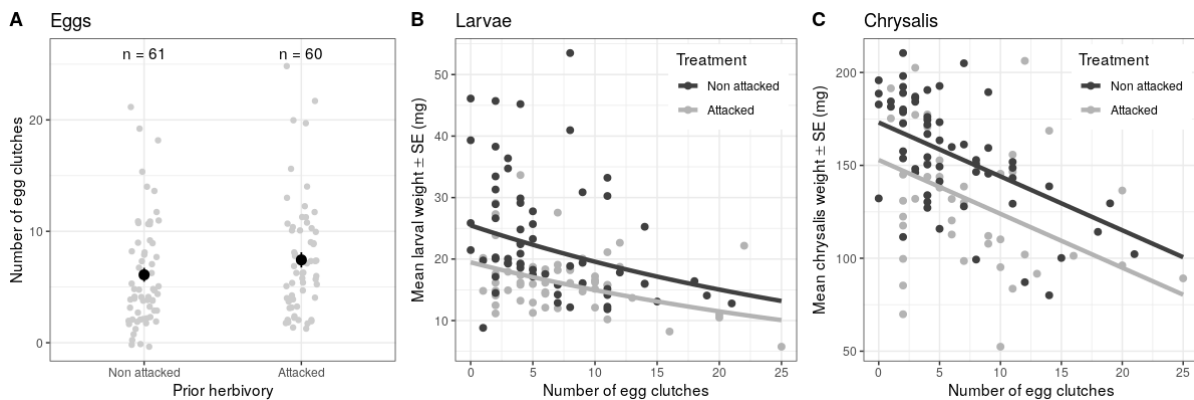 A Eggs
n = 61
n = 60
20
10
0
Number of egg clutches
Non attacked
Attacked
Prior herbivory
B Larvae
Treatment
Non attacked
Attacked
50
40
30
20
10
Mean larval weight ± SE (mg)
0 5 10 15 20 25
Number of egg clutches
C Chrysalis
Treatment
Non attacked
Attacked
200
150
100
50
Mean chrysalis weight ± SE (mg)
0 5 10 15 20 25
Number of egg clutches